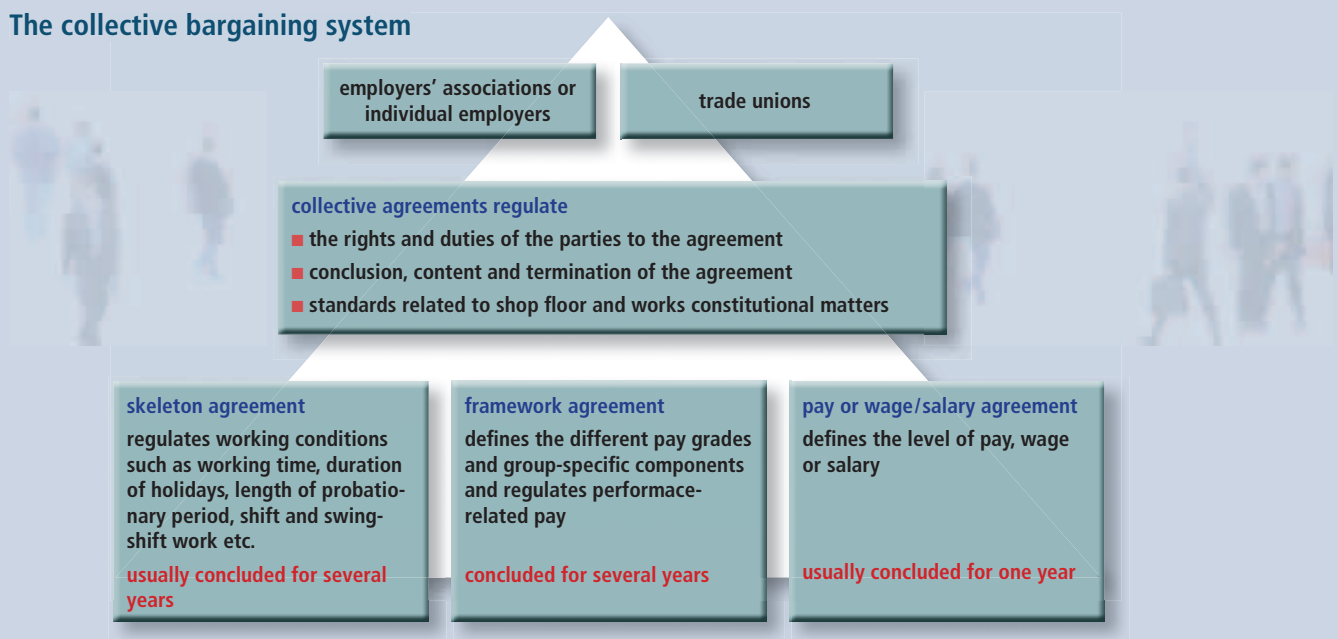 The collective bargaining system
employers’ associations or
individual employers
trade unions
collective agreements regulate
■ the rights and duties of the parties to the agreement
■ conclusion, content and termination of the agreement
■ standards related to shop floor and works constitutional matters
skeleton agreement
regulates working conditions
such as working time, duration
of holidays, length of probatio-
nary period, shift and swing-
shift work etc.
usually concluded for several
years
framework agreement
defines the different pay grades
and group-specific components
and regulates performace-
related pay
concluded for several years
pay or wage/salary agreement
defines the level of pay, wage
or salary
usually concluded for one year